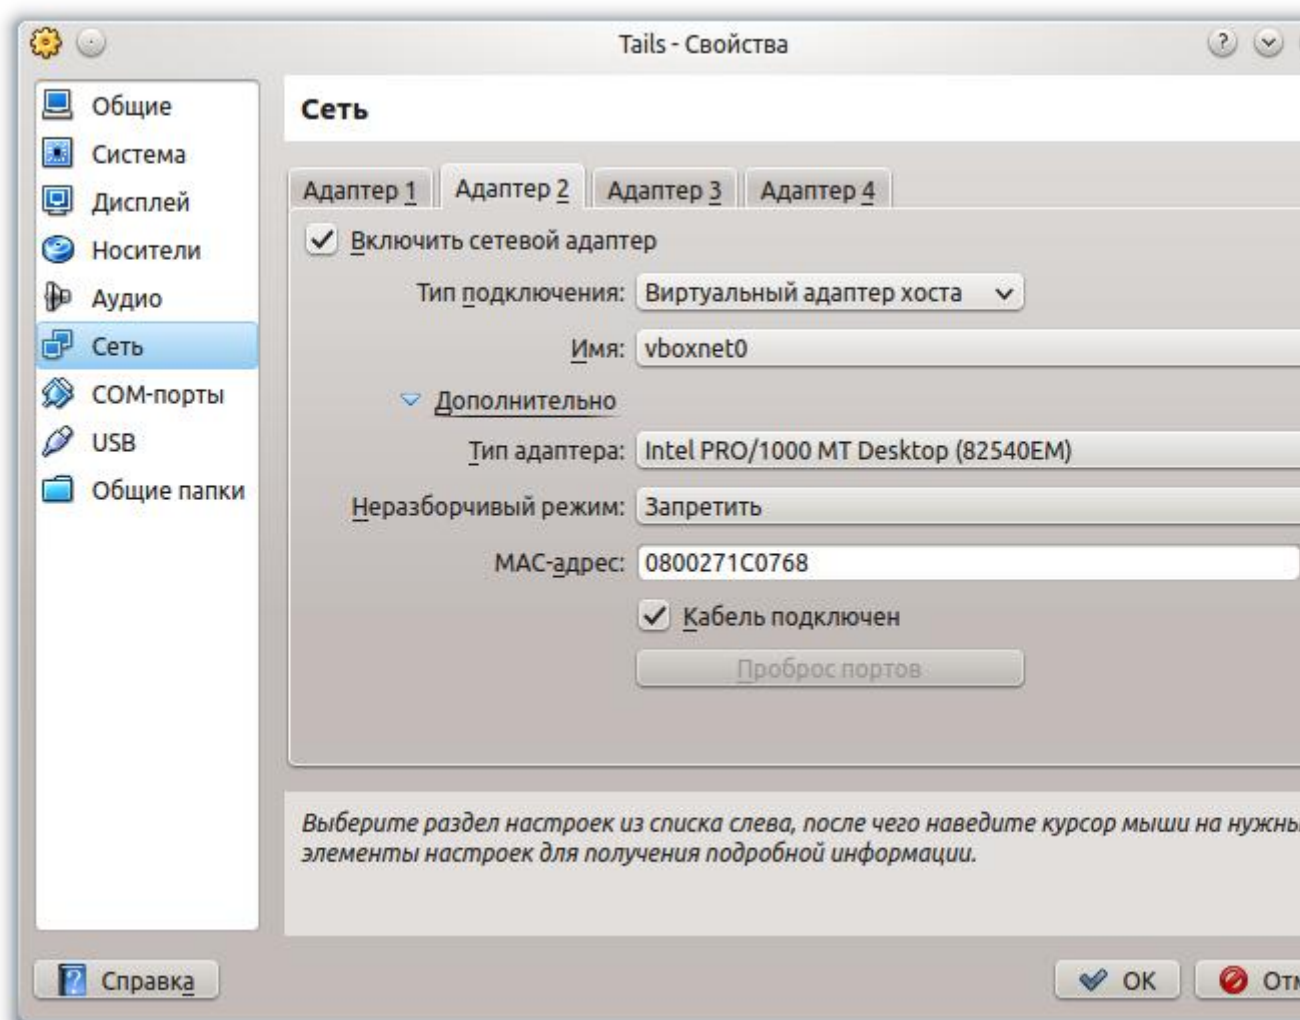 Tails - Свойства
Общие
Система
Дисплей
Носители
Аудио
Сеть
COM-порты
USB
Общие папки
Сеть
Адаптер 1 Адаптер 2 Адаптер 3 Адаптер 4
Включить сетевой адаптер
Тип подключения: Виртуальный адаптер хоста
Имя: vboxnet0
Дополнительно
Тип адаптера: Intel PRO/1000 MT Desktop (82540EM)
Неразборчивый режим: Запретить
MAC-адрес: 0800271C0768
Кабель подключен
Проброс портов
Выберите раздел настроек из списка слева, после чего наведите курсор мыши на
элементы настроек для получения подробной информации.
Справка
OK